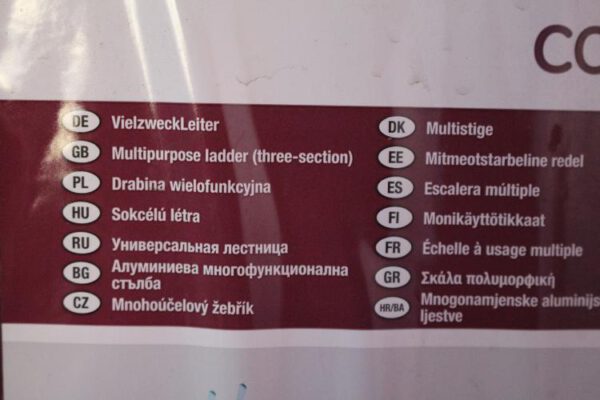 CO
DE VielzweckLeiter
GB Multipurpose ladder (three-section)
PL Drabina wielofunkcyjna
HU Sokcélú létra
RU Универсальная лестница
BG Алуминиева многофункционална
стълба
CZ Mnohoúčelový žebřík
DK Multistige
EE Mitmeotstarbeline redel
ES Escalera múltiple
FI Monikäyttötikkaat
FR Échelle à usage multiple
GR Σκάλα πολυμορφική
HR/BA Mnogonamjenske aluminijs
ljestve